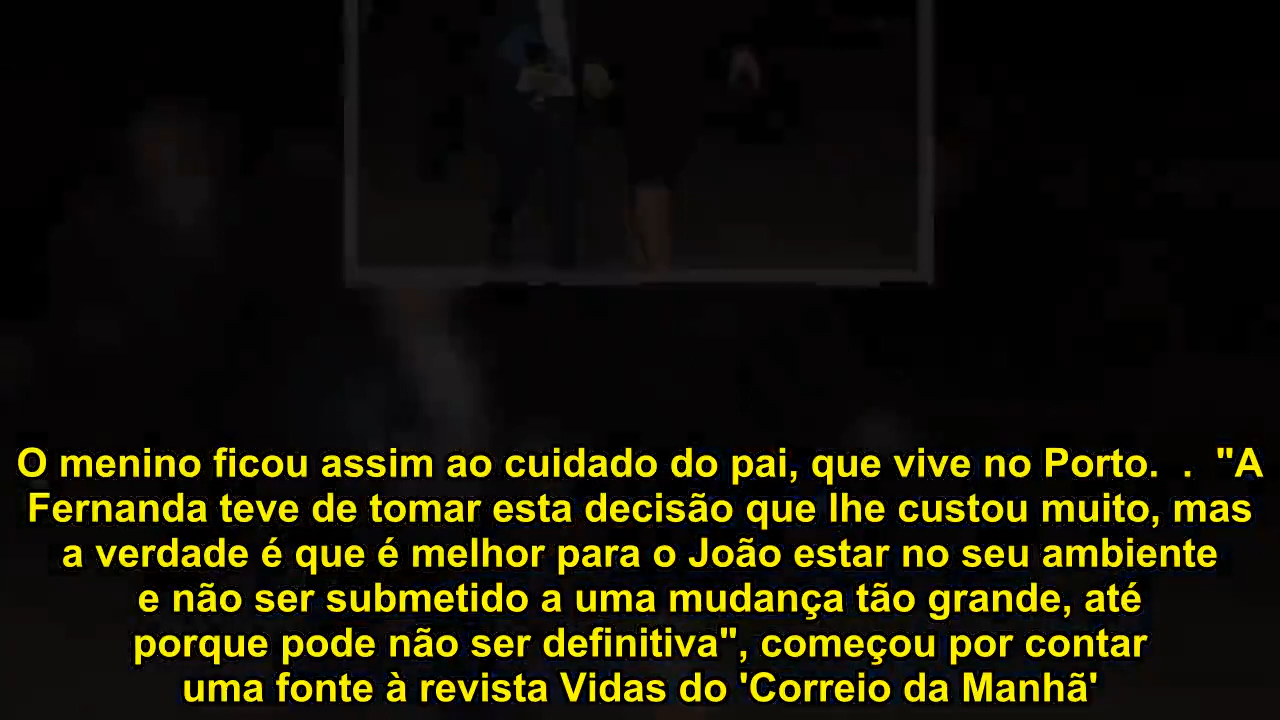 O menino ficou assim ao cuidado do pai, que vive no Porto.  .  "A
Fernanda teve de tomar esta decisão que lhe custou muito, mas
a verdade é que é melhor para o João estar no seu ambiente
e não ser submetido a uma mudança tão grande, até
porque pode não ser definitiva", começou por contar
uma fonte à revista Vidas do 'Correio da Manhã'